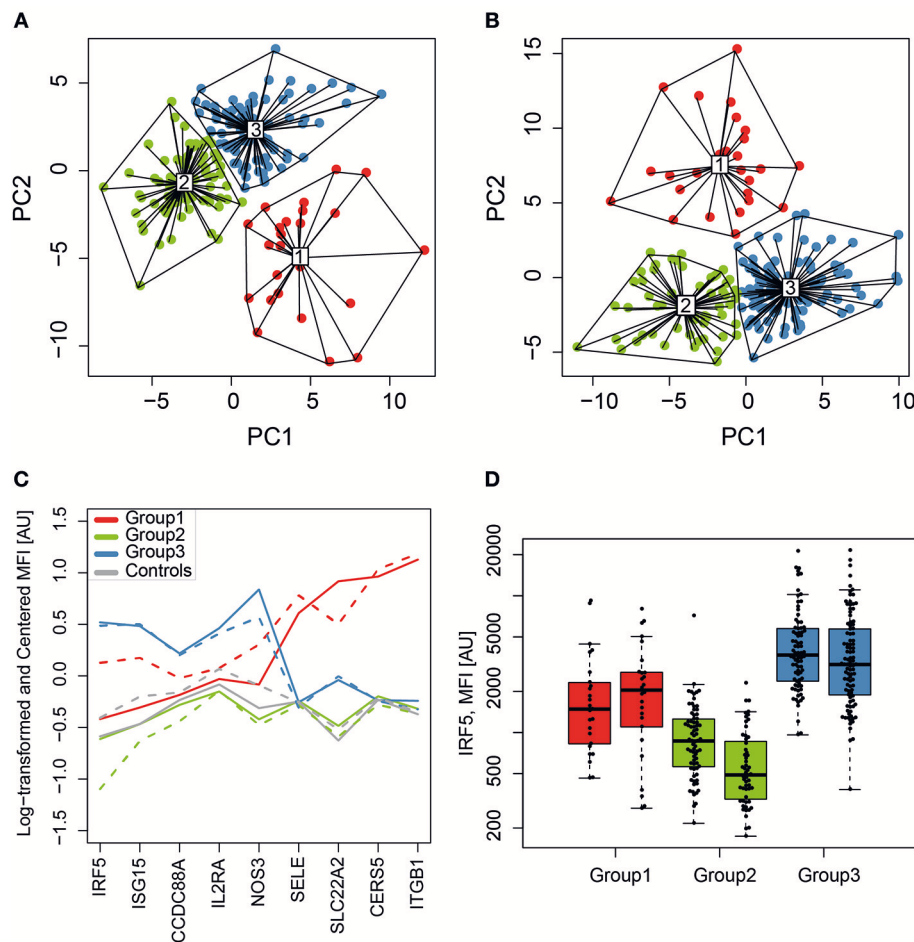 A
B
5
0
−5
−10
PC2
1
2
3
−5
0
5
10
PC1
15
10
5
0
−5
PC2
1
2
3
−10
−5
0
5
10
PC1
C
D
Log−transformed and Centered MFI [AU]
1.5
1.0
0.5
0.0
−0.5
−1.0
−1.5
Group1
Group2
Group3
Controls
IRF5
ISG15
CCDC88A
IL2RA
NOS3
SELE
SLC22A2
CERS5
ITGB1
IRF5, MFI [AU]
20000
5000
2000
500
200
Group1
Group2
Group3